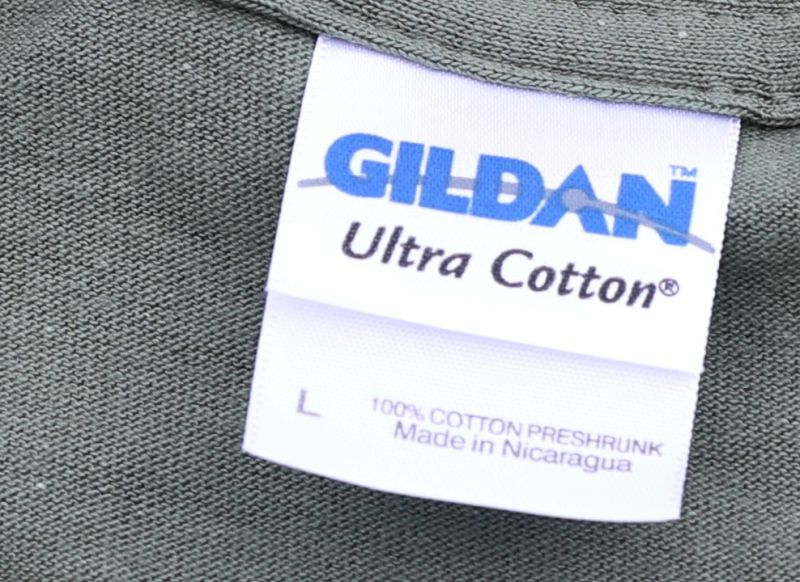 GILDAN™
Ultra Cotton®
L
100% COTTON PRESHRUNK
Made in Nicaragua